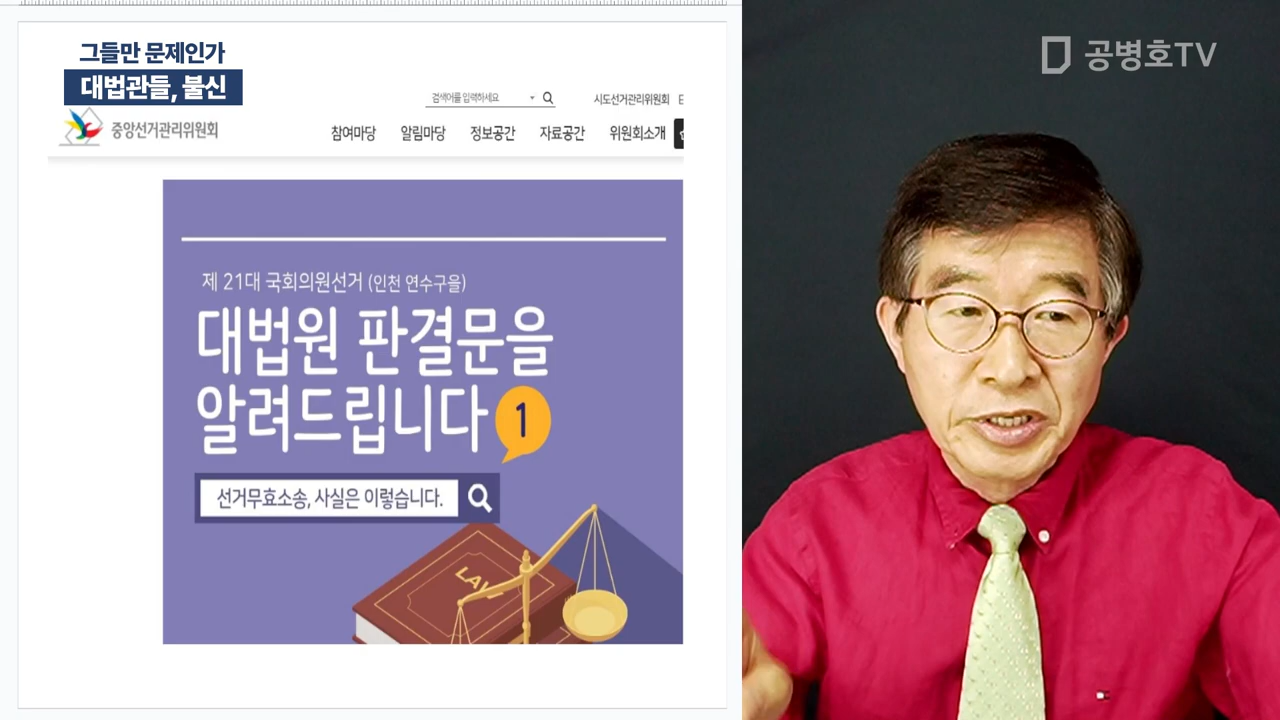 그들만 문제인가
대법관들, 불신
공병호TV
검색어를 입력하세요
시도선거관리위원회
중앙선거관리위원회
참여마당 알림마당 정보공간 자료공간 위원회소개
제 21대 국회의원선거 (인천 연수구을)
대법원 판결문을
알려드립니다 1
선거무효소송, 사실은 이렇습니다.
LAW